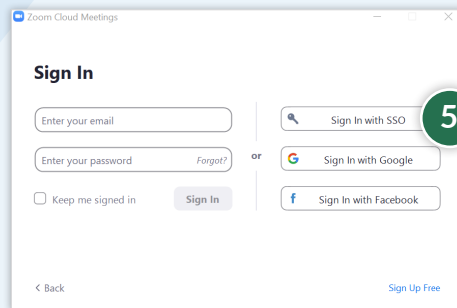 Zoom Cloud Meetings
Sign In
Enter your email
Enter your password Forgot?
Keep me signed in Sign In
or
Sign In with SSO
5
Sign In with Google
Sign In with Facebook
< Back
Sign Up Free